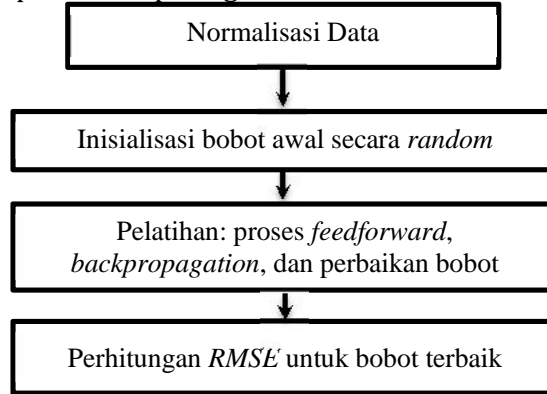 Normalisasi Data
Inisialisasi bobot awal secara random
Pelatihan: proses feedforward,
backpropagation, dan perbaikan bobot
Perhitungan RMSE untuk bobot terbaik